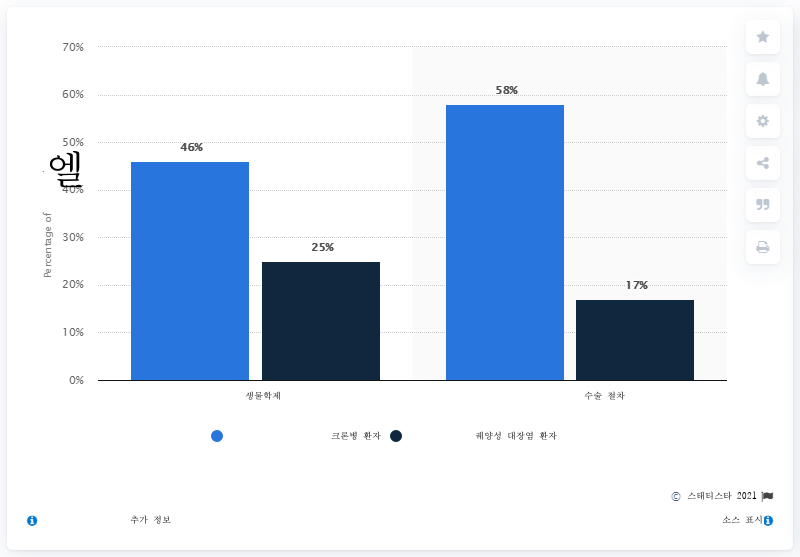 70%
60%
58%
50%
46%
엘
40%
Percentage of
30%
25%
20%
17%
10%
0%
생물학제 수술 절차
크론병 환자 궤양성 대장염 환자
© 스태티스타 2021
추가 정보 소스 표시